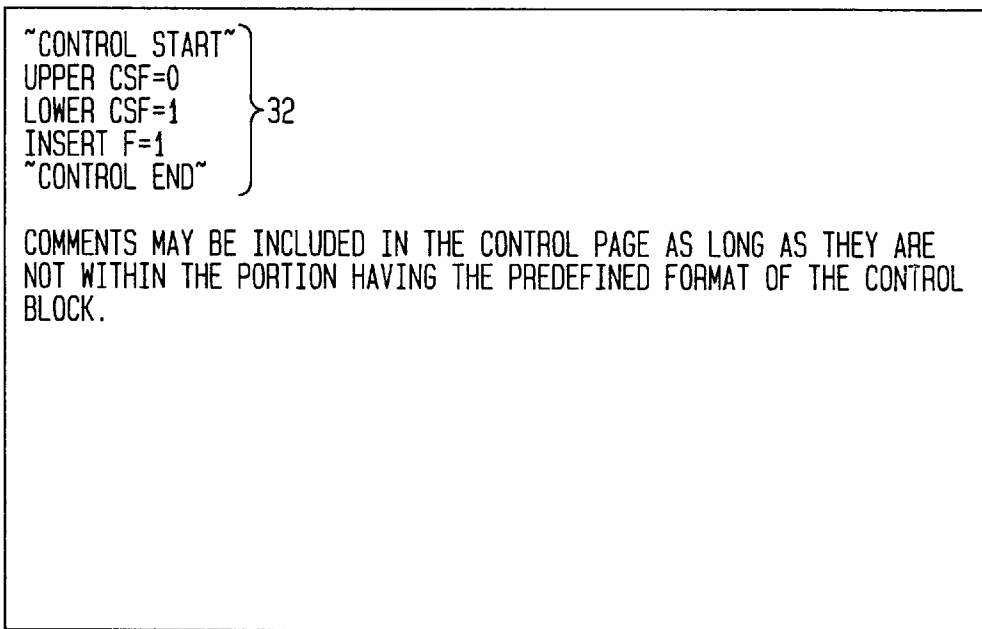 ~CONTROL START~
UPPER CSF=0
LOWER CSF=1
32
INSERT F=1
~CONTROL END~
COMMENTS MAY BE INCLUDED IN THE CONTROL PAGE AS LONG AS THEY ARE
NOT WITHIN THE PORTION HAVING THE PREDEFINED FORMAT OF THE CONTROL
BLOCK.